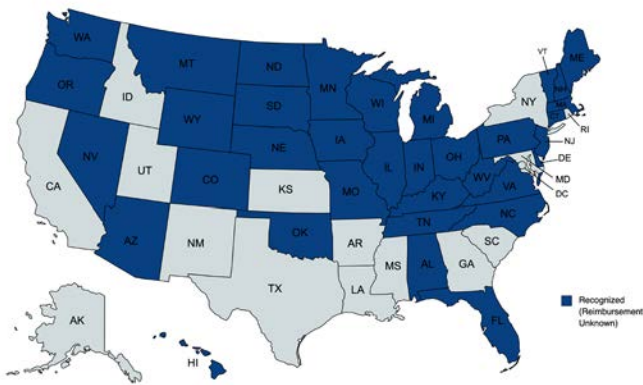 WA
MT
ND
MN
VT
ME
OR
ID
SD
WI
NH
NY
MA
WY
MI
CT
RI
IA
PA
NJ
NE
OH
DE
NV
UT
IL
IN
MD
CO
WV
VA
DC
CA
KS
MO
KY
NC
TN
AZ
NM
OK
AR
SC
MS
AL
GA
TX
LA
AK
FL
HI
Recognized
(Reimbursement
Unknown)